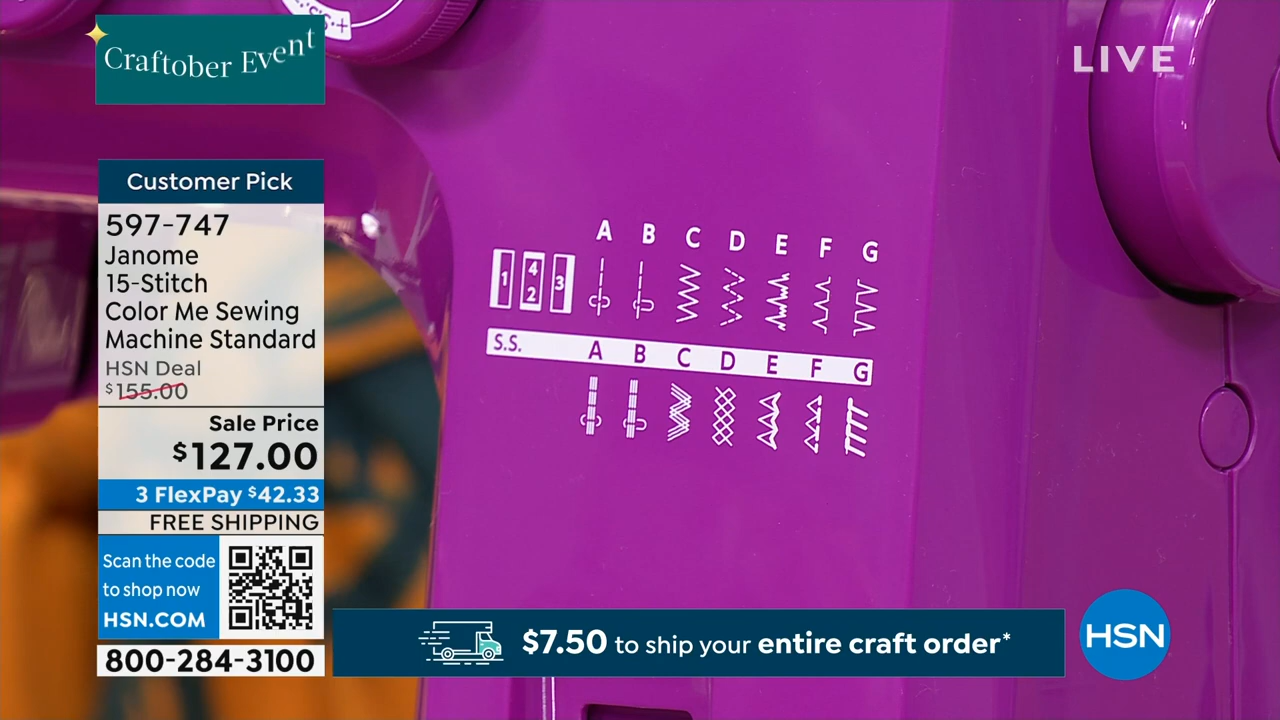 Craftober Event
LIVE
Customer Pick
597-747
Janome
15-Stitch
Color Me Sewing
Machine Standard
HSN Deal
$155.00
Sale Price
$127.00
3 FlexPay $42.33
FREE SHIPPING
Scan the code
to shop now
HSN.COM
800-284-3100
A B C D E F G
1 4 3
2
S.S. A B C D E F G
$7.50 to ship your entire craft order*
HSN